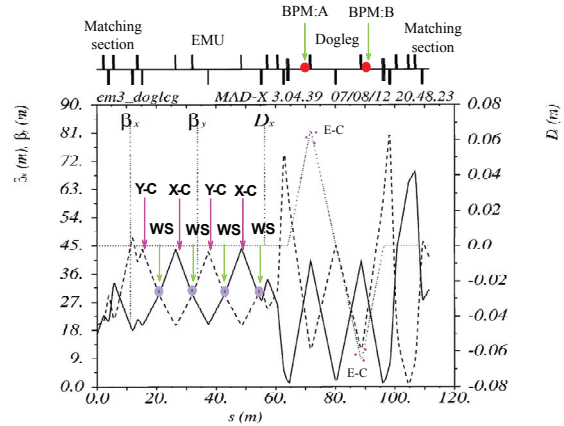 BPM:A BPM:B
Matching section EMU Dogleg Matching section
cm3_doglcg MAD-X 3.04.39 07/08/12 20.48.23
βx βy Dx
Y-C X-C Y-C X-C
WS WS WS WS
E-C
E-C
90.
81.
72.
63.
54.
45.
36.
27.
18.
9.
0.0
0.08
0.06
0.04
0.02
0.0
-0.02
-0.04
-0.06
-0.08
0.0 20. 40. 60. 80. 100. 120.
s (m)
(m), βy (m)
D (m)